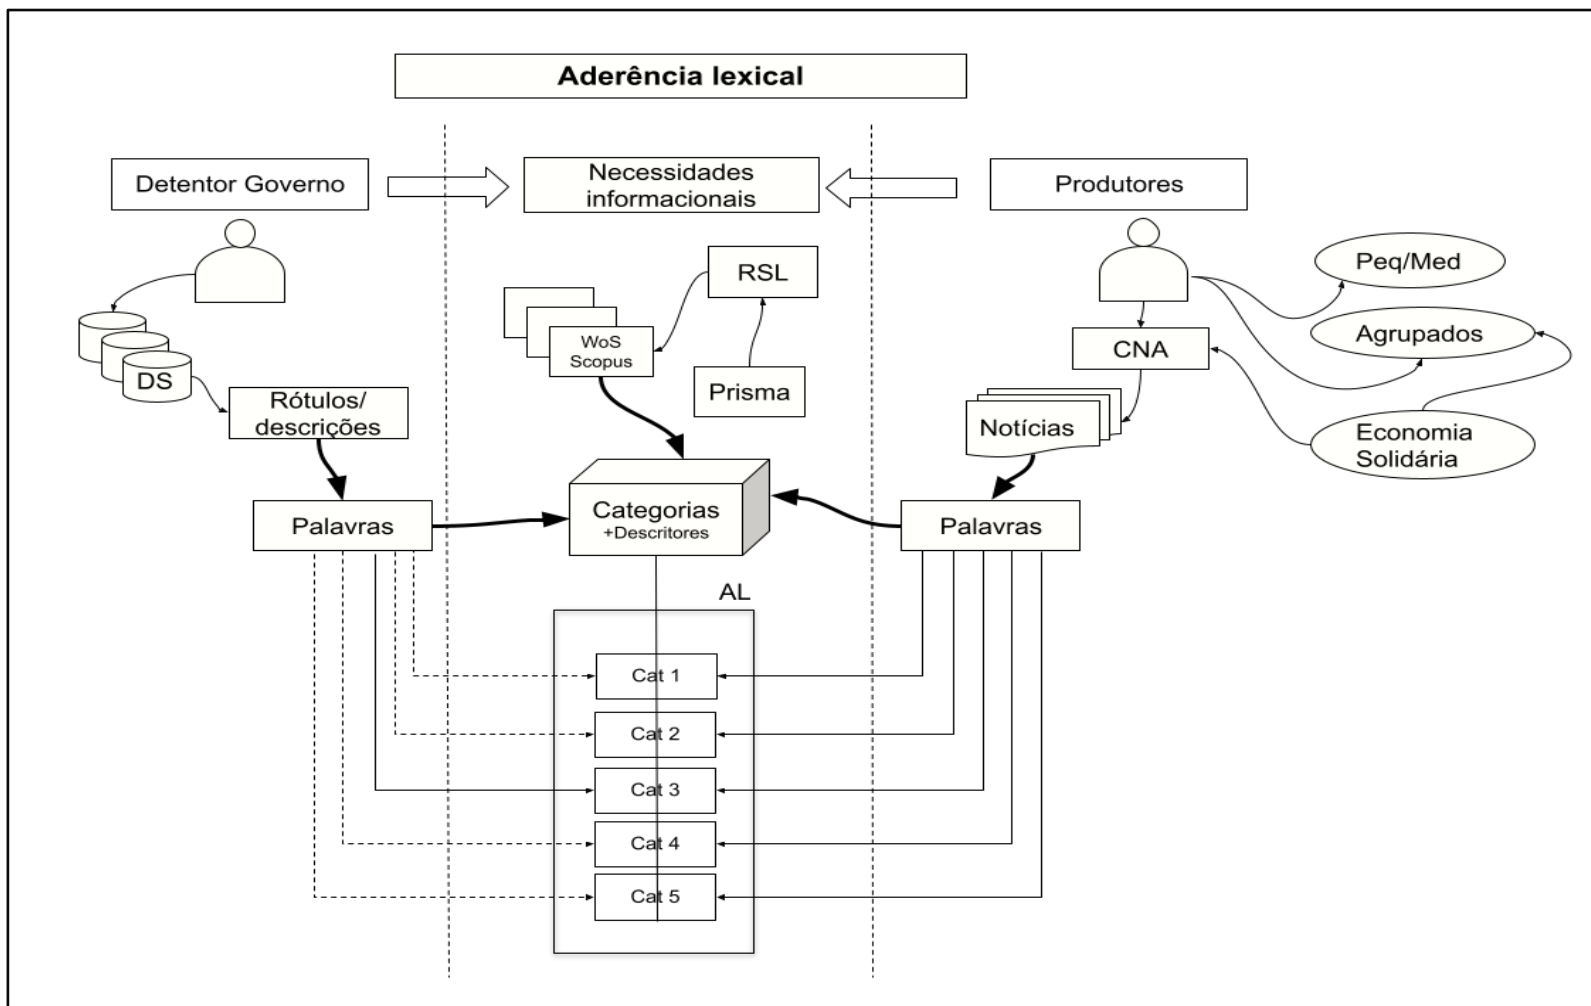 Aderência lexical
Detentor Governo
Necessidades
informacionais
Produtores
RSL
Peq/Med
WoS
Scopus
Agrupados
CNA
DS
Prisma
Rótulos/
descrições
Notícias
Economia
Solidária
Palavras
Categorias
+Descritores
Palavras
AL
Cat 1
Cat 2
Cat 3
Cat 4
Cat 5